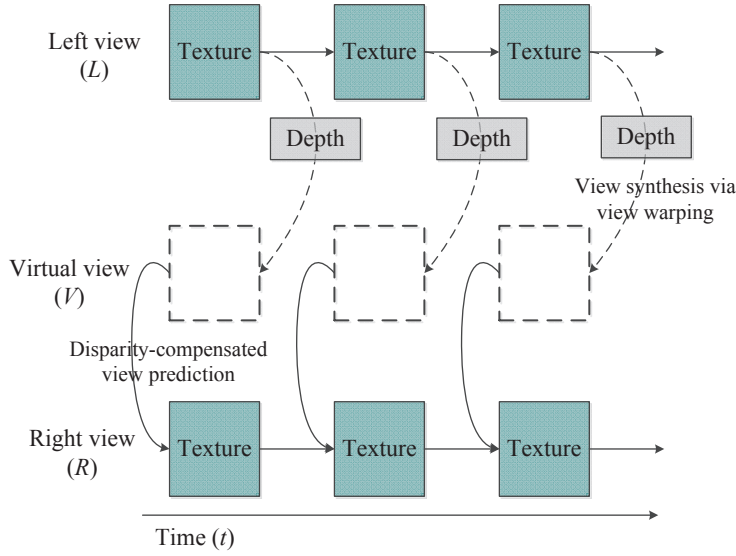 Left view
(L)
Texture
Texture
Texture
Depth
Depth
Depth
View synthesis via
view warping
Virtual view
(V)
Disparity-compensated
view prediction
Right view
(R)
Texture
Texture
Texture
Time (t)